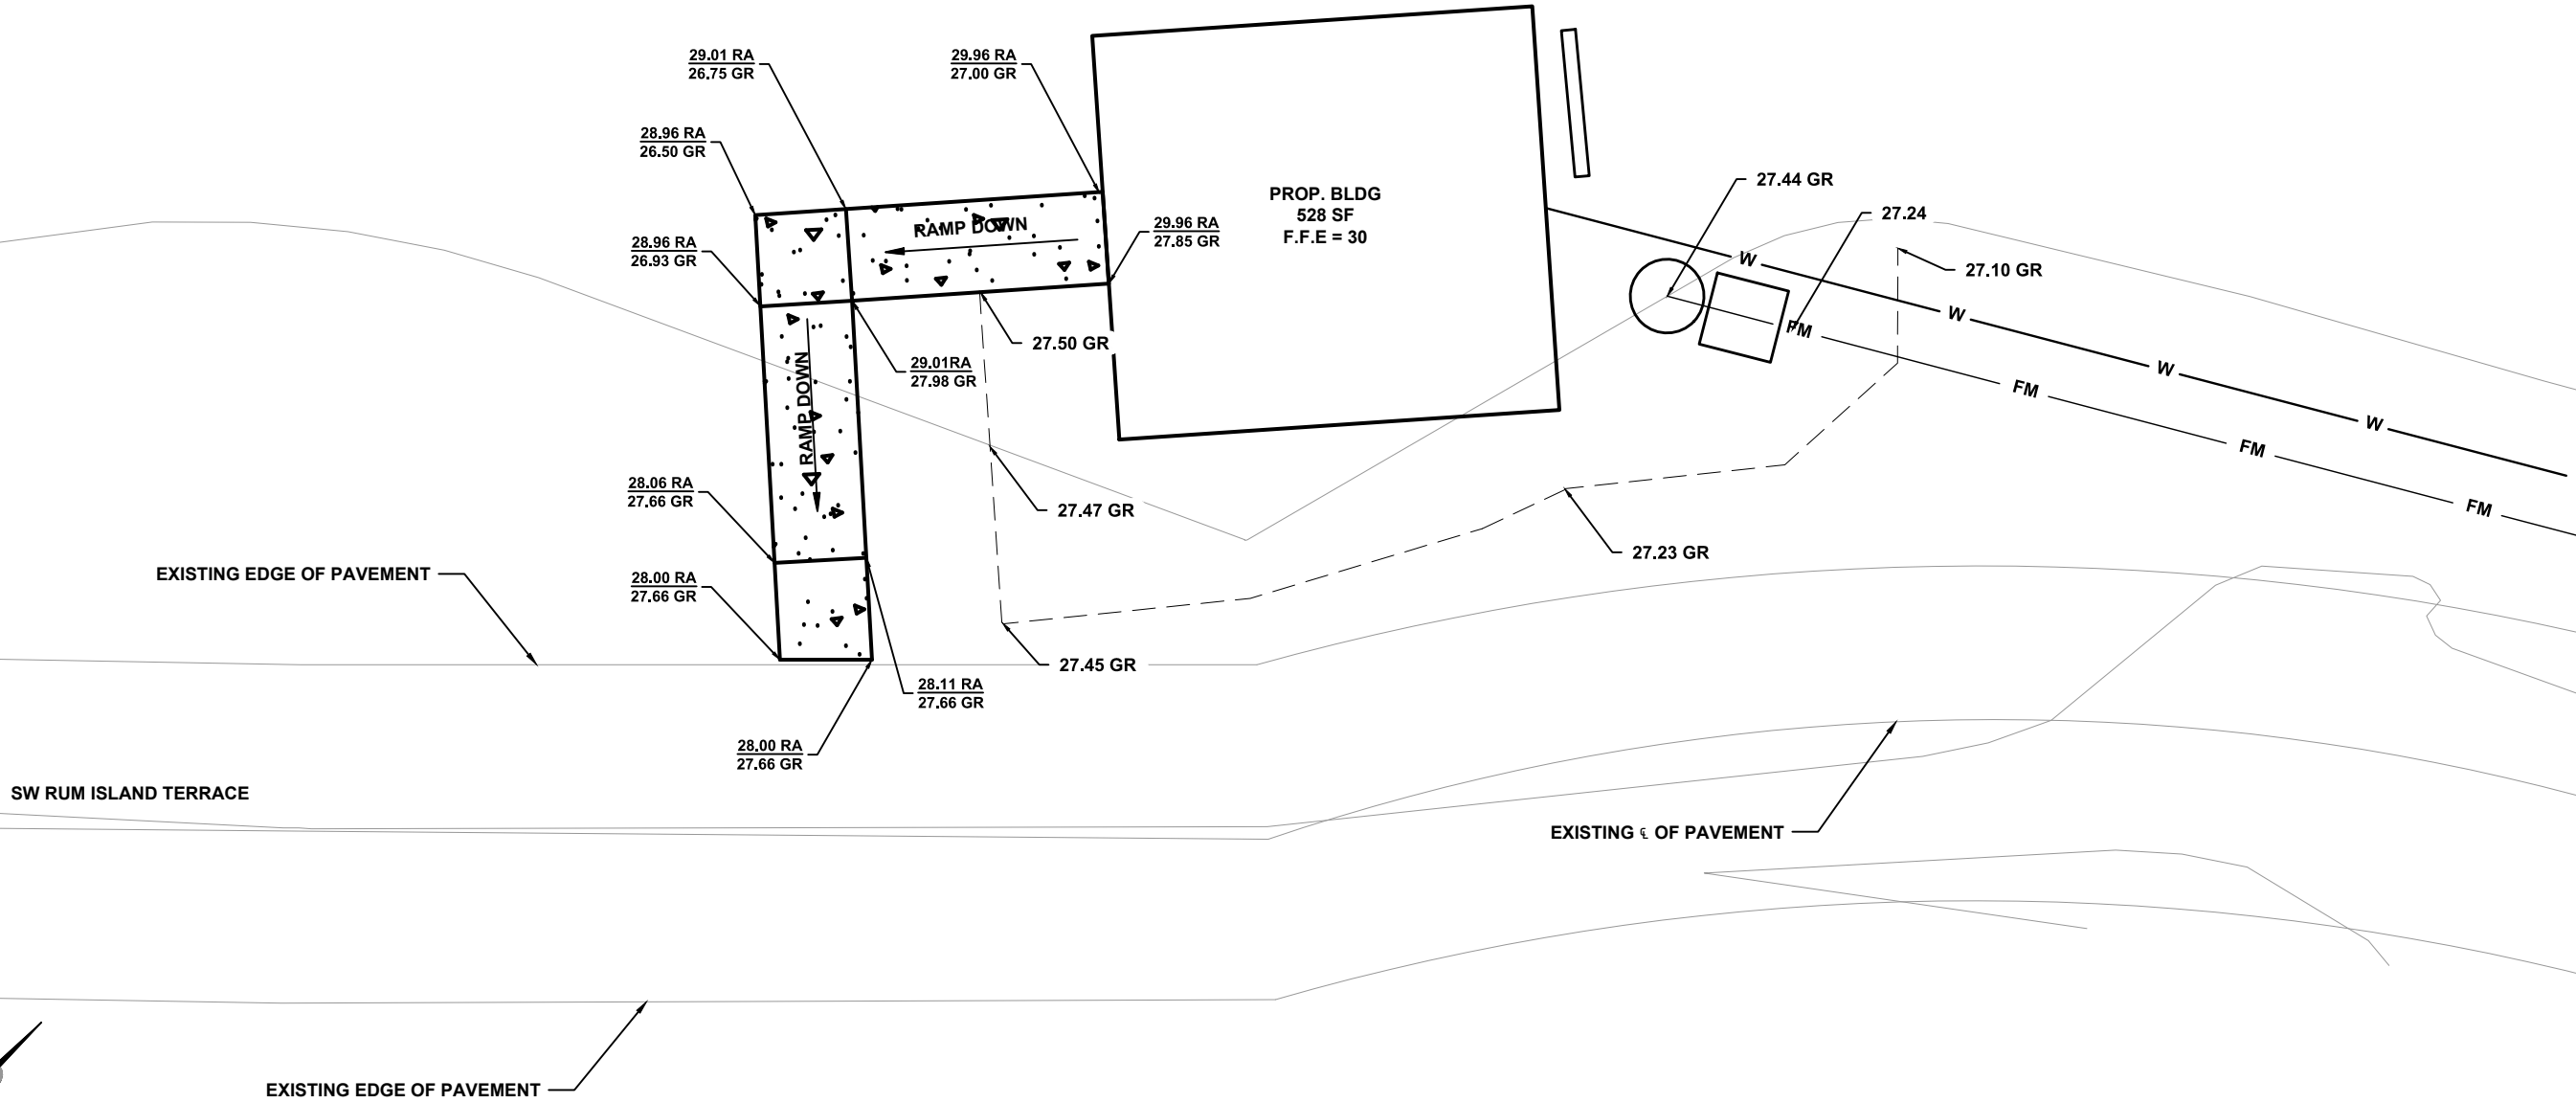 29.01 RA
26.75 GR
29.96 RA
27.00 GR
28.96 RA
26.50 GR
PROP. BLDG
528 SF
F.F.E = 30
27.44 GR
27.24
RAMP DOWN
29.96 RA
27.85 GR
28.96 RA
26.93 GR
W
27.10 GR
W
FM
27.50 GR
29.01RA
27.98 GR
W
FM
RAMP DOWN
W
FM
28.06 RA
27.66 GR
27.47 GR
FM
27.23 GR
EXISTING EDGE OF PAVEMENT
28.00 RA
27.66 GR
27.45 GR
28.11 RA
27.66 GR
28.00 RA
27.66 GR
SW RUM ISLAND TERRACE
EXISTING ℄ OF PAVEMENT
EXISTING EDGE OF PAVEMENT